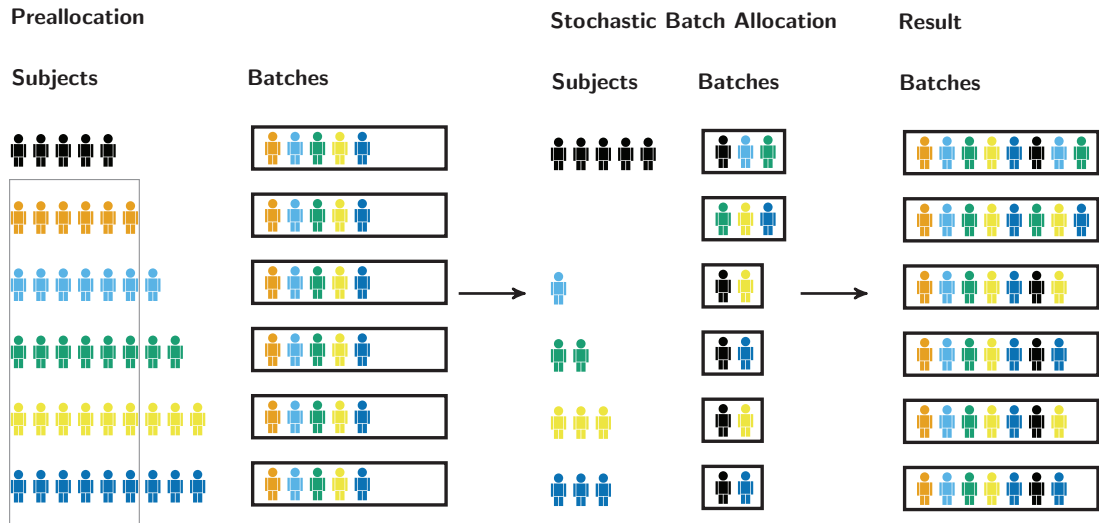 Preallocation
Stochastic Batch Allocation
Result
Subjects
Batches
Subjects
Batches
Batches